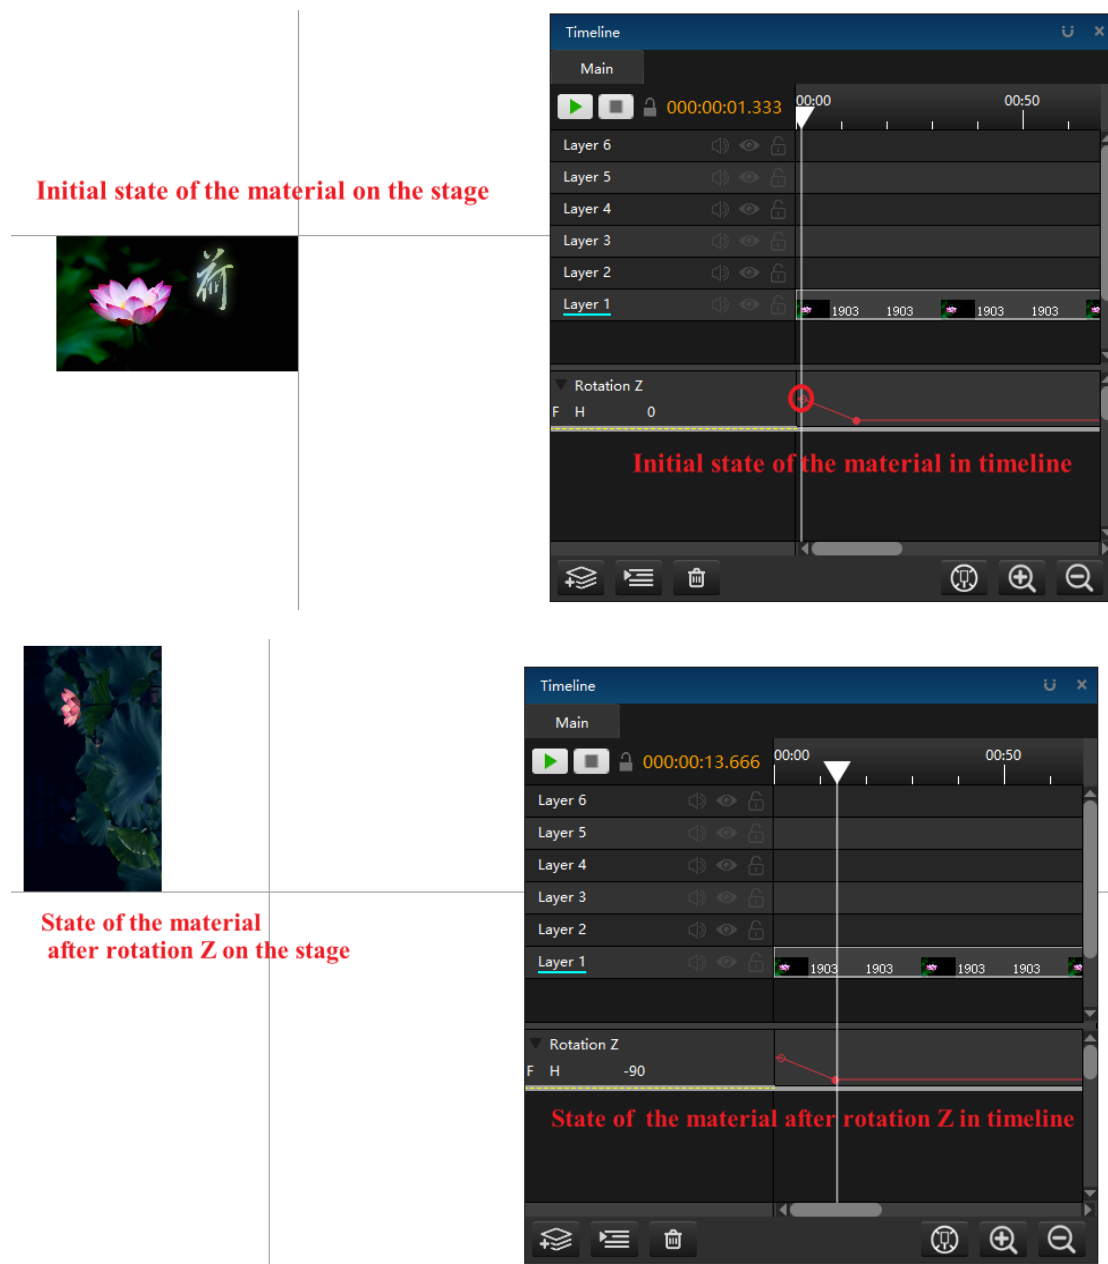 Timeline
Main
000:00:01.333
00:00
00:50
Layer 6
Initial state of the material on the stage
Layer 5
Layer 4
Layer 3
荷
Layer 2
Layer 1
1903 1903 1903 1903
Rotation Z
F H 0
Initial state of the material in timeline
Timeline
Main
000:00:13.666
00:00
00:50
Layer 6
Layer 5
Layer 4
Layer 3
State of the material
after rotation Z on the stage
Layer 2
Layer 1
1903 1903 1903 1903
Rotation Z
F H -90
State of the material after rotation Z in timeline